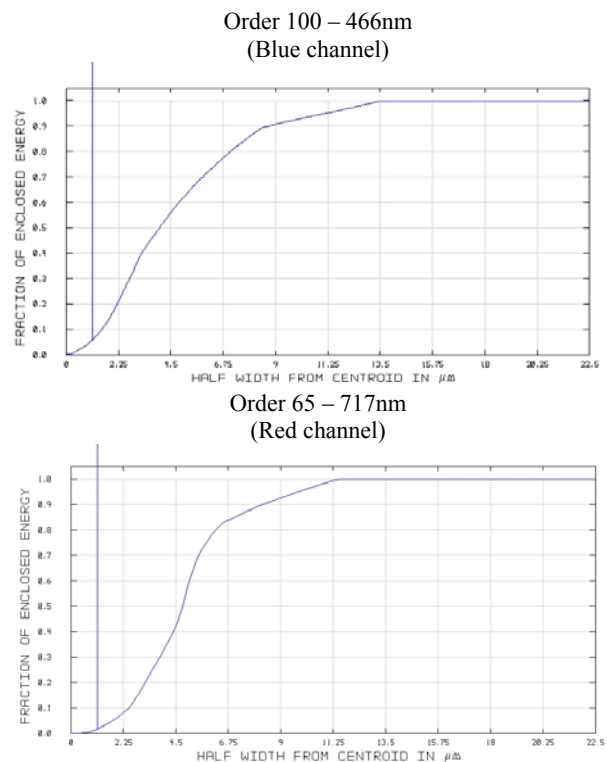 Order 100 – 466nm
(Blue channel)
FRACTION OF ENCLOSED ENERGY
1.0
0.9
0.8
0.7
0.6
0.5
0.4
0.3
0.2
0.1
0.0
0 2.25 4.5 6.75 9 11.25 13.5 15.75 18 20.25 22.5
HALF WIDTH FROM CENTROID IN µm
Order 65 – 717nm
(Red channel)
FRACTION OF ENCLOSED ENERGY
1.0
0.9
0.8
0.7
0.6
0.5
0.4
0.3
0.2
0.1
0.0
0 2.25 4.5 6.75 9 11.25 13.5 15.75 18 20.25 22.5
HALF WIDTH FROM CENTROID IN µm